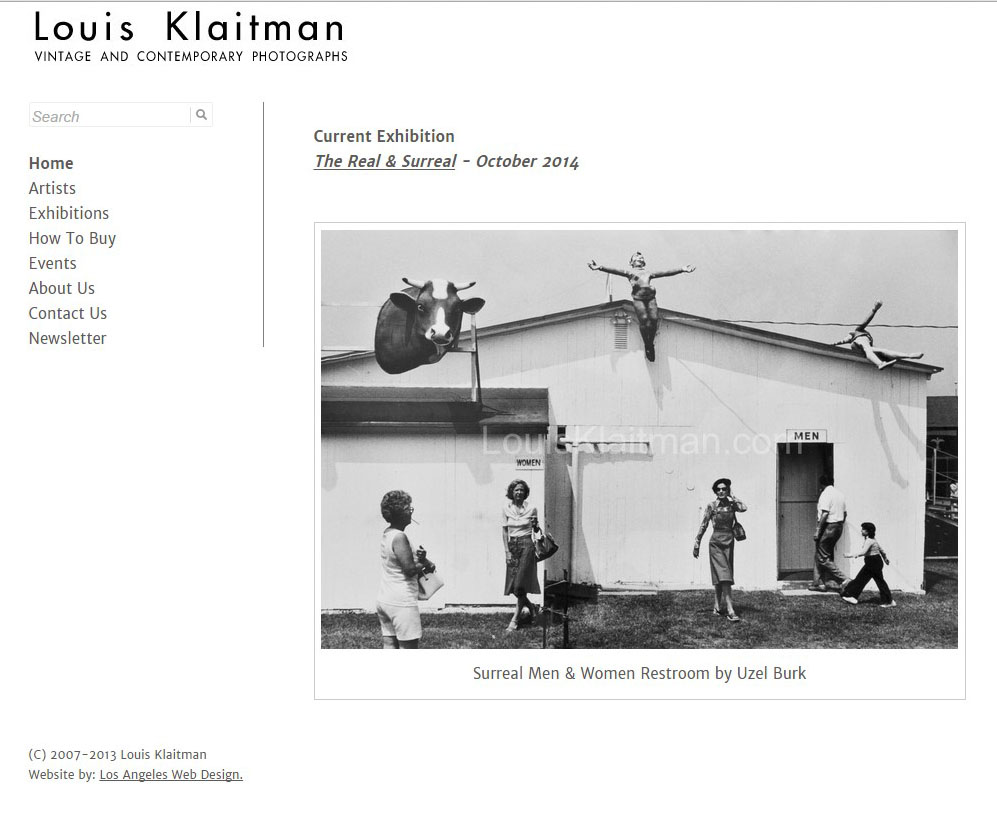 Louis Klaitman
VINTAGE AND CONTEMPORARY PHOTOGRAPHS
Search
Home
Artists
Exhibitions
How To Buy
Events
About Us
Contact Us
Newsletter
Current Exhibition
The Real & Surreal - October 2014
LouisKlaitman.com
MEN
WOMEN
Surreal Men & Women Restroom by Uzel Burk
(C) 2007-2013 Louis Klaitman
Website by: Los Angeles Web Design.